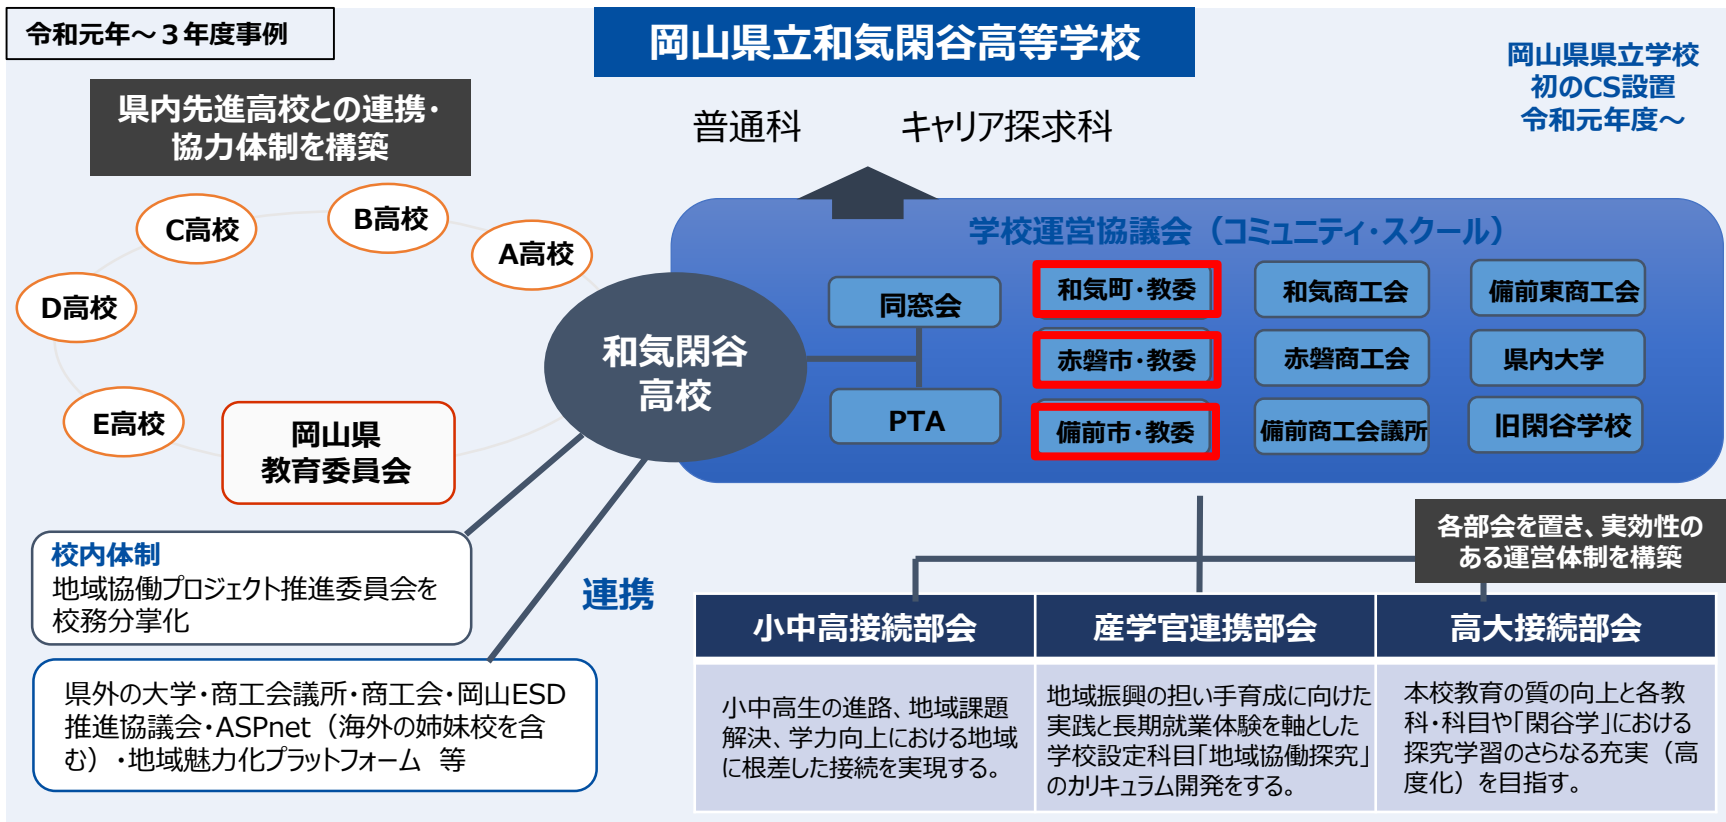 令和元年～３年度事例
岡山県立和気閑谷高等学校
岡山県県立学校
初のCS設置
令和元年度～
県内先進高校との連携・
協力体制を構築
普通科
キャリア探求科
C高校
B高校
A高校
D高校
E高校
岡山県
教育委員会
和気閑谷
高校
学校運営協議会（コミュニティ・スクール）
同窓会
PTA
和気町・教委
和気商工会
備前東商工会
赤磐市・教委
赤磐商工会
県内大学
備前市・教委
備前商工会議所
旧閑谷学校
校内体制
地域協働プロジェクト推進委員会を
校務分掌化
連携
県外の大学・商工会議所・商工会・岡山ESD
推進協議会・ASPnet（海外の姉妹校を含
む）・地域魅力化プラットフォーム 等
各部会を置き、実効性の
ある運営体制を構築
小中高接続部会
産学官連携部会
高大接続部会
小中高生の進路、地域課題
解決、学力向上における地域
に根差した接続を実現する。
地域振興の担い手育成に向けた
実践と長期就業体験を軸とした
学校設定科目「地域協働探究」
のカリキュラム開発をする。
本校教育の質の向上と各教
科・科目や「閑谷学」における
探究学習のさらなる充実（高
度化）を目指す。